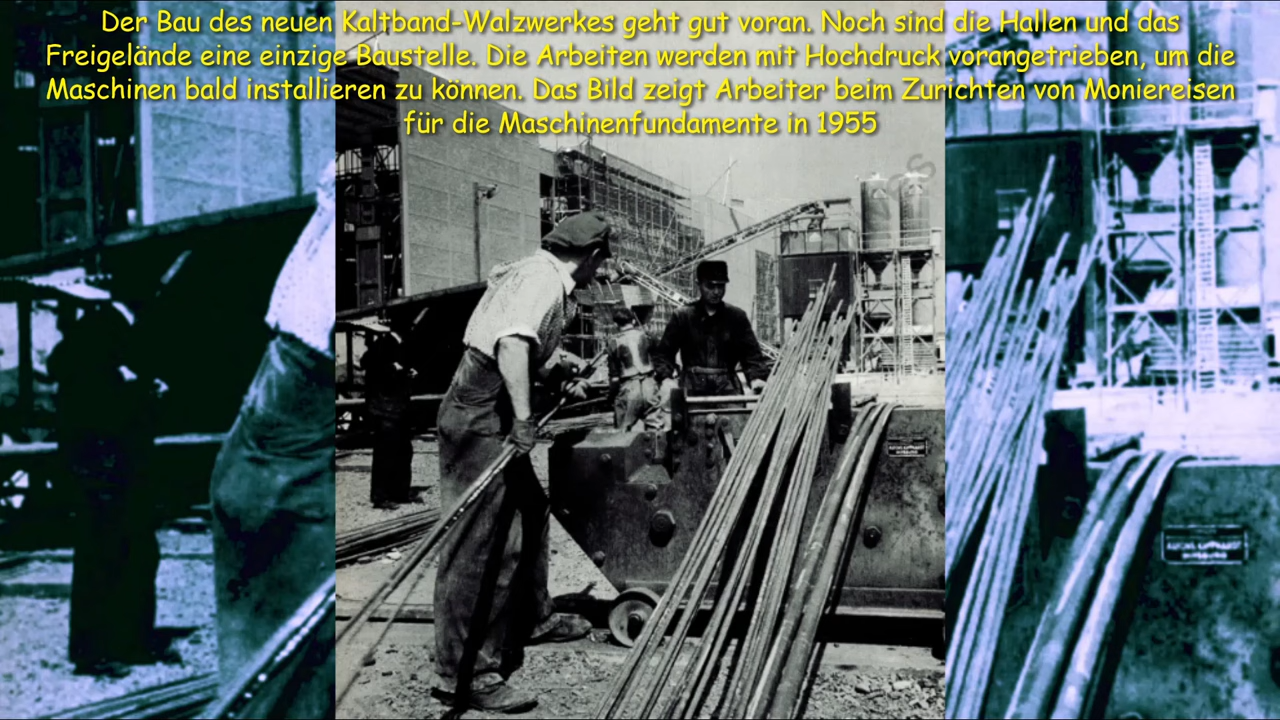 Der Bau des neuen Kaltband-Walzwerkes geht gut voran. Noch sind die Hallen und das
Freigelände eine einzige Baustelle. Die Arbeiten werden mit Hochdruck vorangetrieben, um die
Maschinen bald installieren zu können. Das Bild zeigt Arbeiter beim Zurichten von Moniereisen
für die Maschinenfundamente in 1955